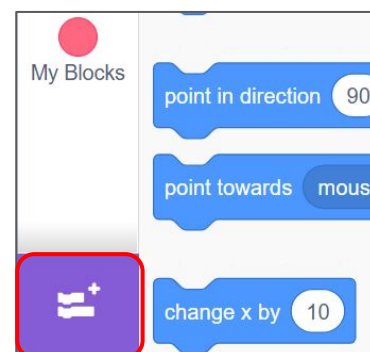 My Blocks
point in direction 90
point towards
change x by 10